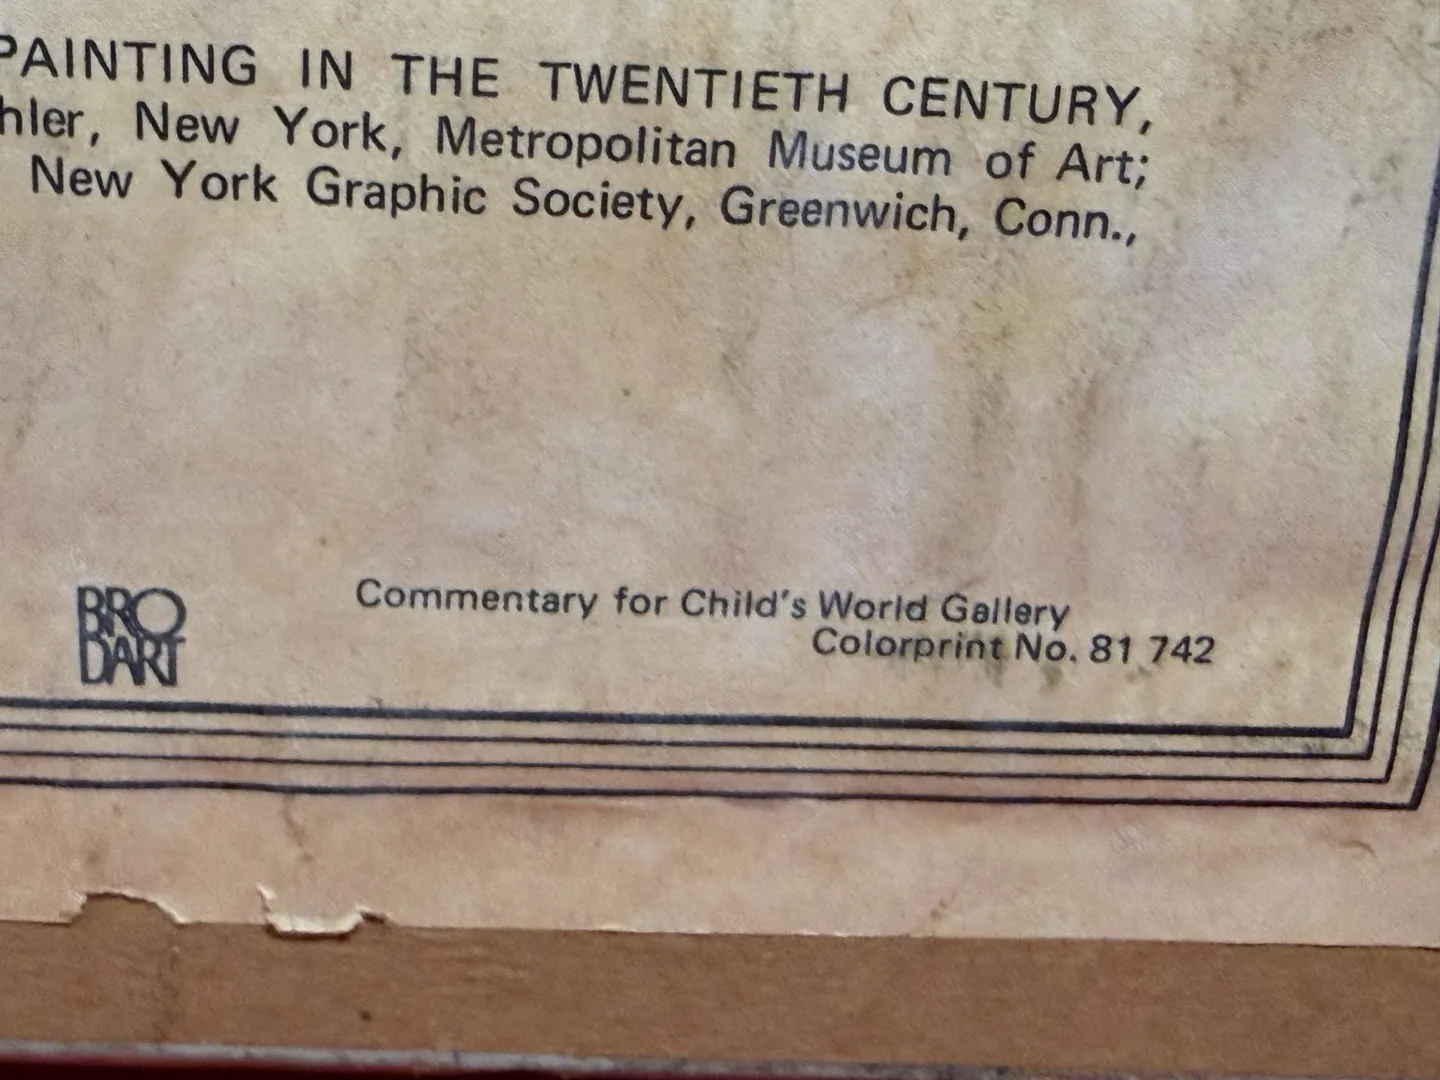 PAINTING IN THE TWENTIETH CENTURY,
hler, New York, Metropolitan Museum of Art;
New York Graphic Society, Greenwich, Conn.,
BRO
DART
Commentary for Child's World Gallery
Colorprint No. 81 742